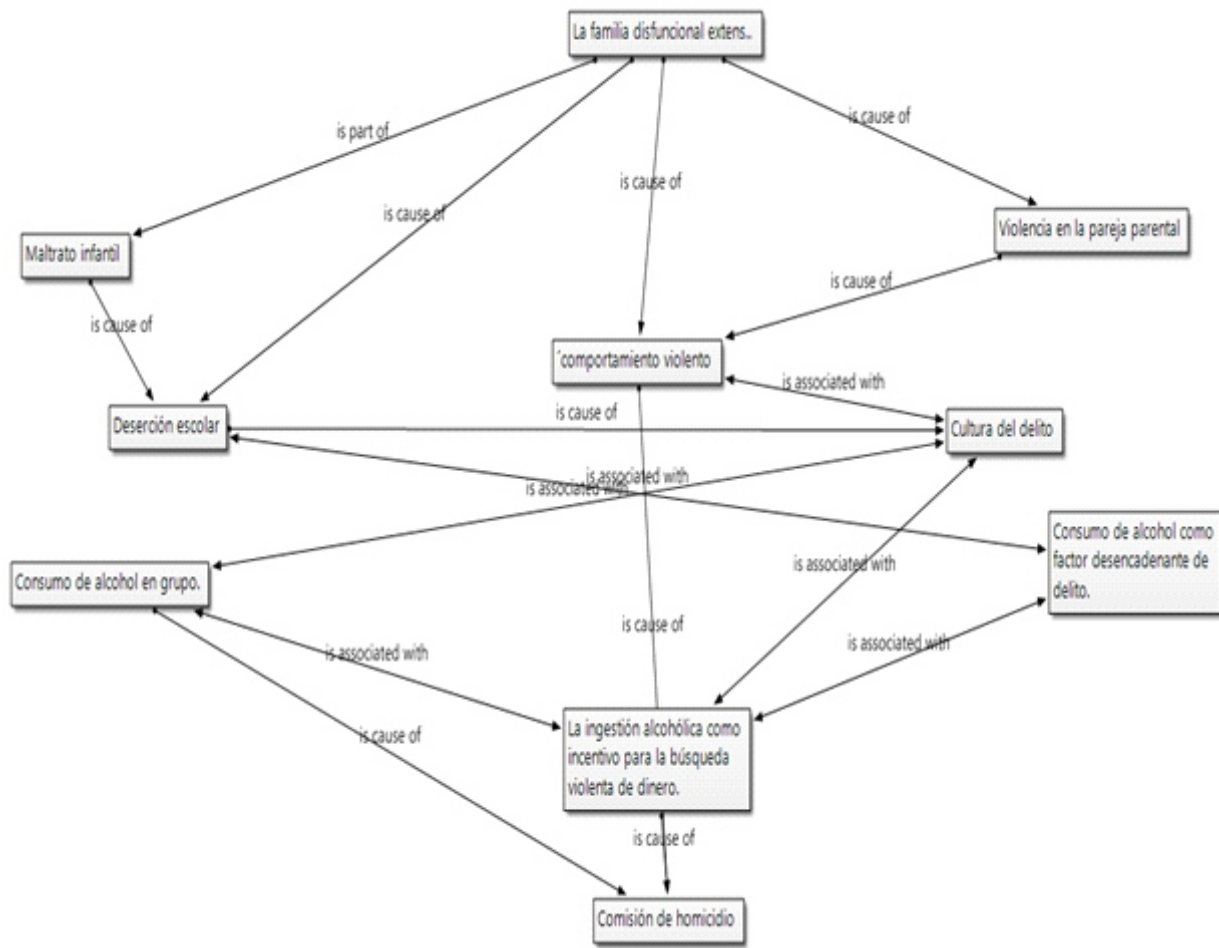 La familia disfuncional extens..
is part of
is cause of
is cause of
is cause of
Maltrato infantil
Violencia en la pareja parental
is cause of
is cause of
´comportamiento violento
is associated with
Deserción escolar
is cause of
Cultura del delito
is associated with
is associated with
Consumo de alcohol en grupo.
Consumo de alcohol como
factor desencadenante de
delito.
is associated with
is cause of
is associated with
is associated with
La ingestión alcohólica como
incentivo para la búsqueda
violenta de dinero.
is cause of
is cause of
Comisión de homicidio